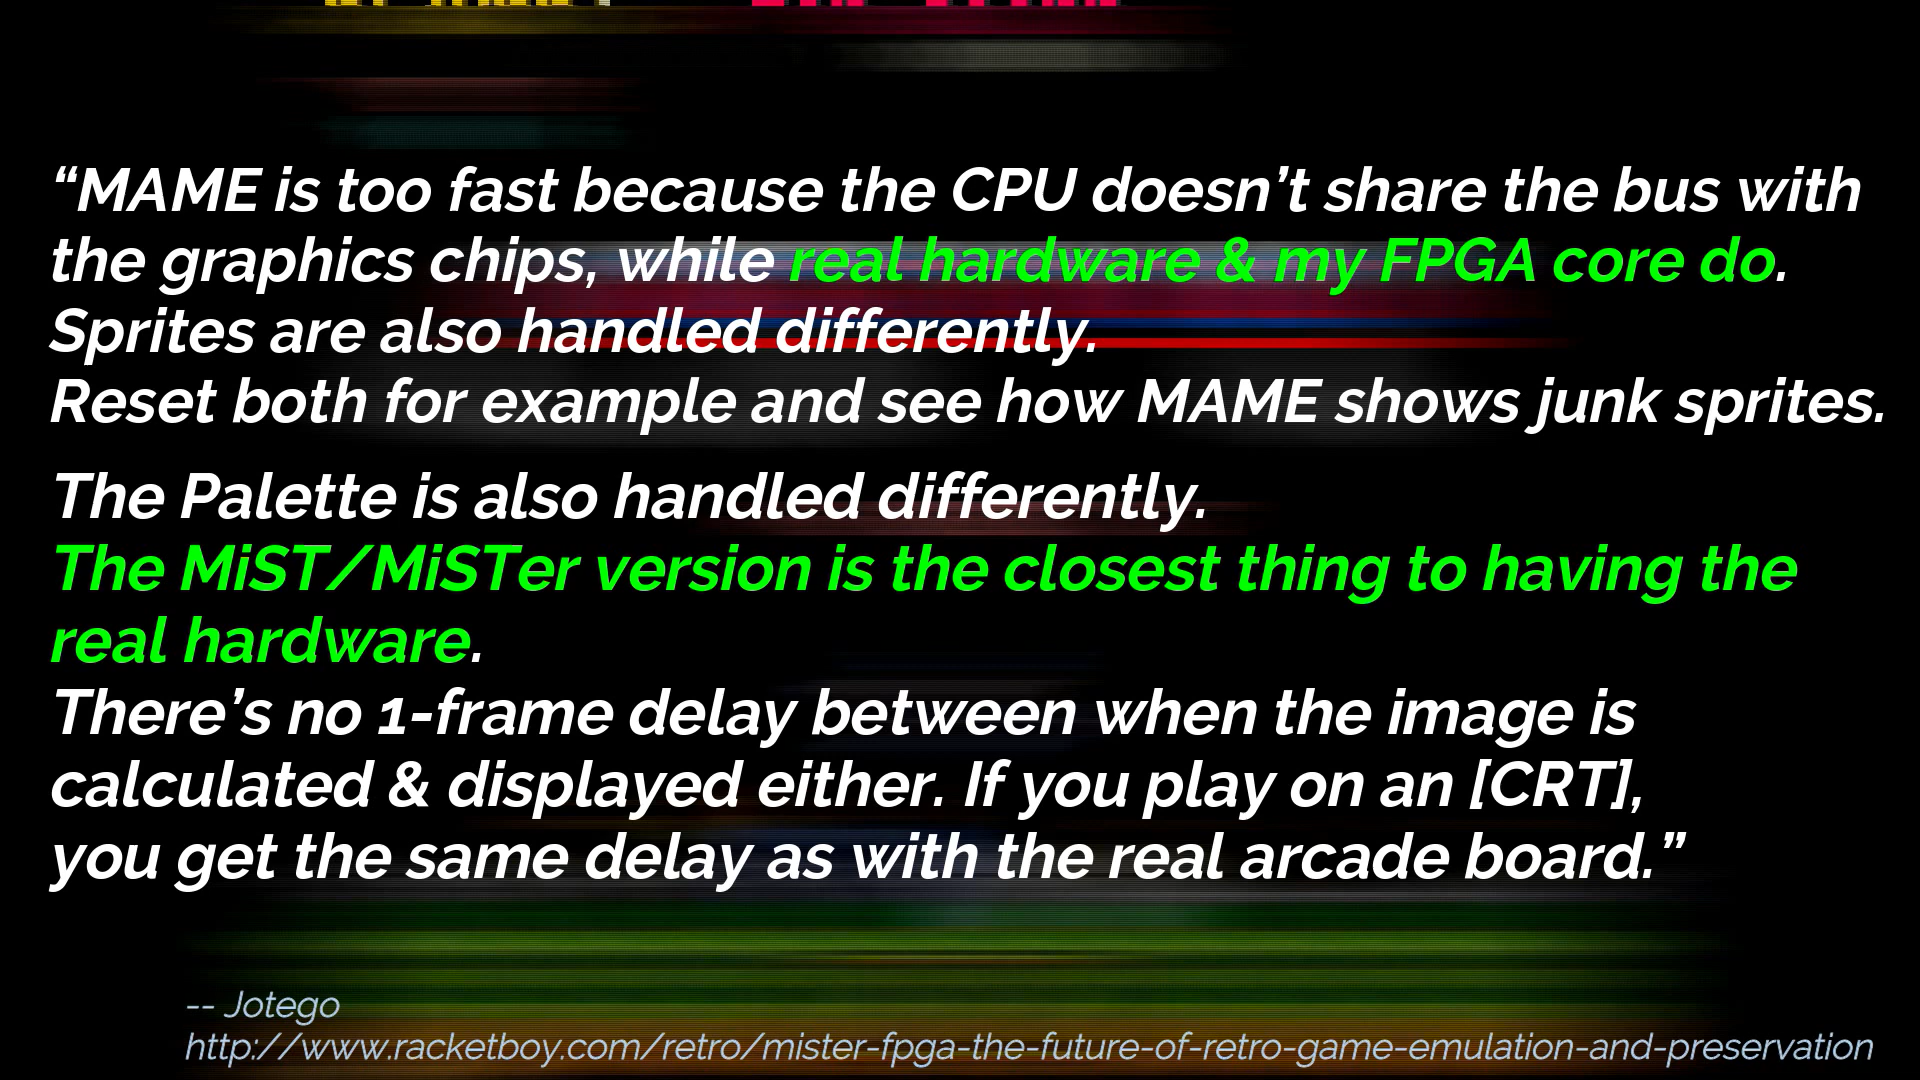 “MAME is too fast because the CPU doesn’t share the bus with
the graphics chips, while real hardware & my FPGA core do.
Sprites are also handled differently.
Reset both for example and see how MAME shows junk sprites.
The Palette is also handled differently.
The MiST/MiSTer version is the closest thing to having the
real hardware.
There’s no 1-frame delay between when the image is
calculated & displayed either. If you play on an [CRT],
you get the same delay as with the real arcade board.”
-- Jotego
http://www.racketboy.com/retro/mister-fpga-the-future-of-retro-game-emulation-and-preservation